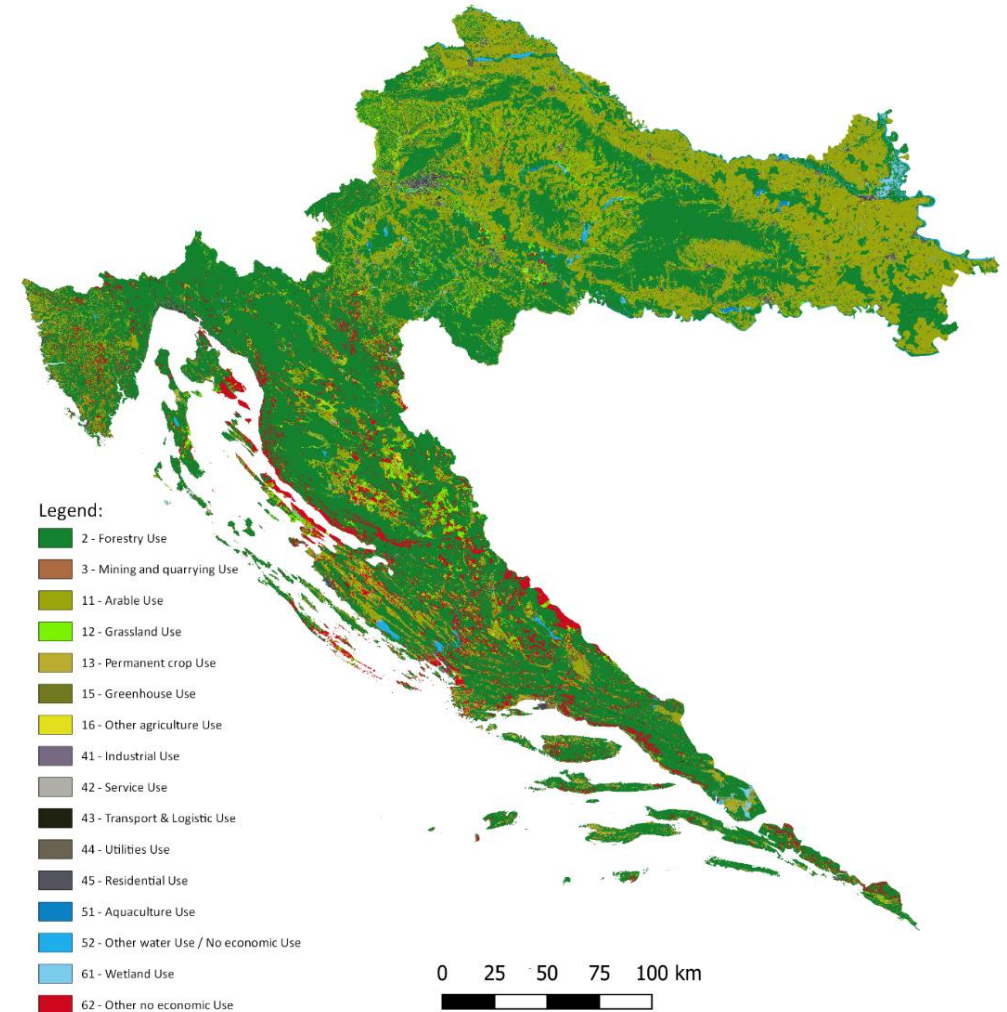 Legend:
2 - Forestry Use
3 - Mining and quarrying Use
11 - Arable Use
12 - Grassland Use
13 - Permanent crop Use
15 - Greenhouse Use
16 - Other agriculture Use
41 - Industrial Use
42 - Service Use
43 - Transport & Logistic Use
44 - Utilities Use
45 - Residential Use
51 - Aquaculture Use
52 - Other water Use / No economic Use
61 - Wetland Use
62 - Other no economic Use
0 25 50 75 100 km